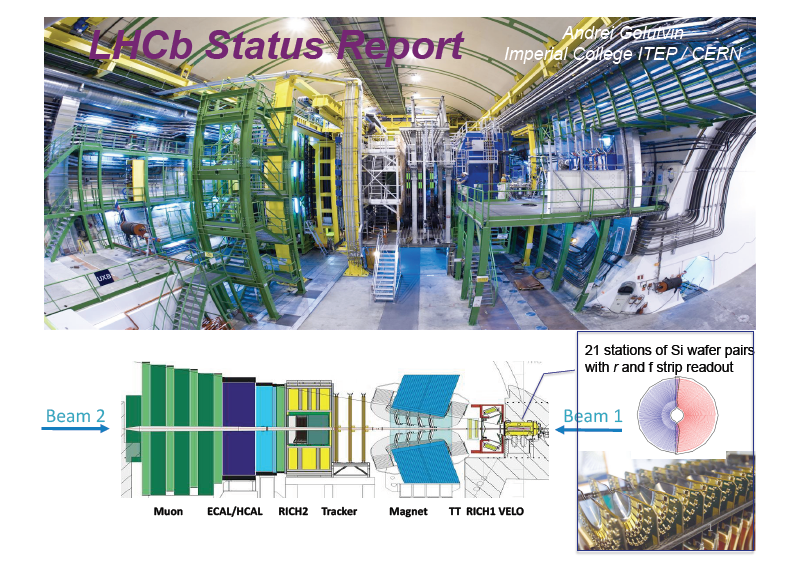 LHCb Status Report
Andrei Golutvin
Imperial College ITEP / CERN
UXB
21 stations of Si wafer pairs
with r and f strip readout
Beam 2
Beam 1
Muon ECAL/HCAL RICH2 Tracker Magnet TT RICH1 VELO